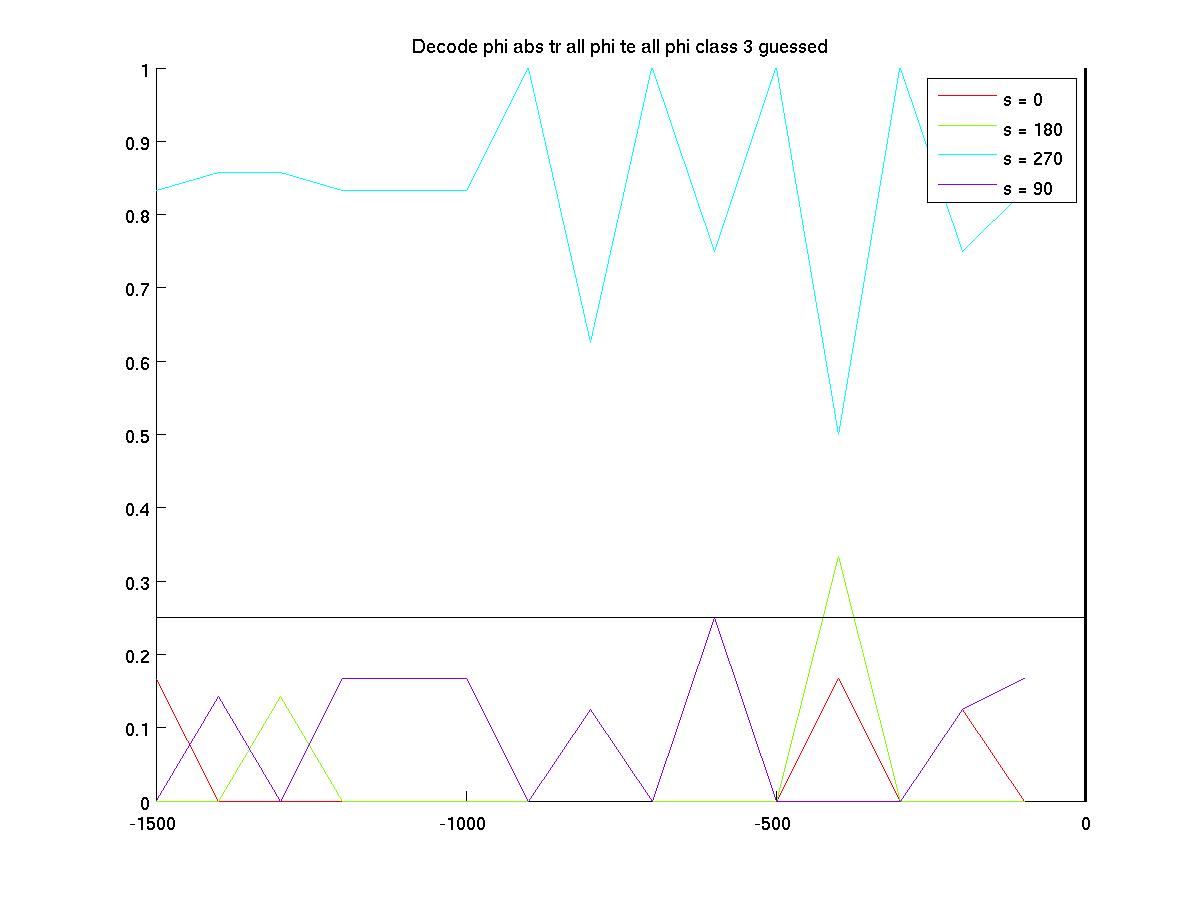 Decode phi abs tr all phi te all phi class 3 guessed
1
0.9
0.8
0.7
0.6
0.5
0.4
0.3
0.2
0.1
0
s = 0
s = 180
s = 270
s = 90
-1500 -1000 -500 0